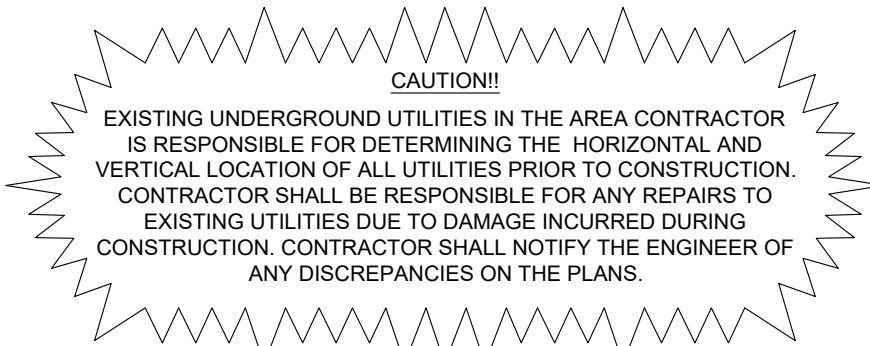 CAUTION!!
EXISTING UNDERGROUND UTILITIES IN THE AREA CONTRACTOR
IS RESPONSIBLE FOR DETERMINING THE HORIZONTAL AND
VERTICAL LOCATION OF ALL UTILITIES PRIOR TO CONSTRUCTION.
CONTRACTOR SHALL BE RESPONSIBLE FOR ANY REPAIRS TO
EXISTING UTILITIES DUE TO DAMAGE INCURRED DURING
CONSTRUCTION. CONTRACTOR SHALL NOTIFY THE ENGINEER OF
ANY DISCREPANCIES ON THE PLANS.